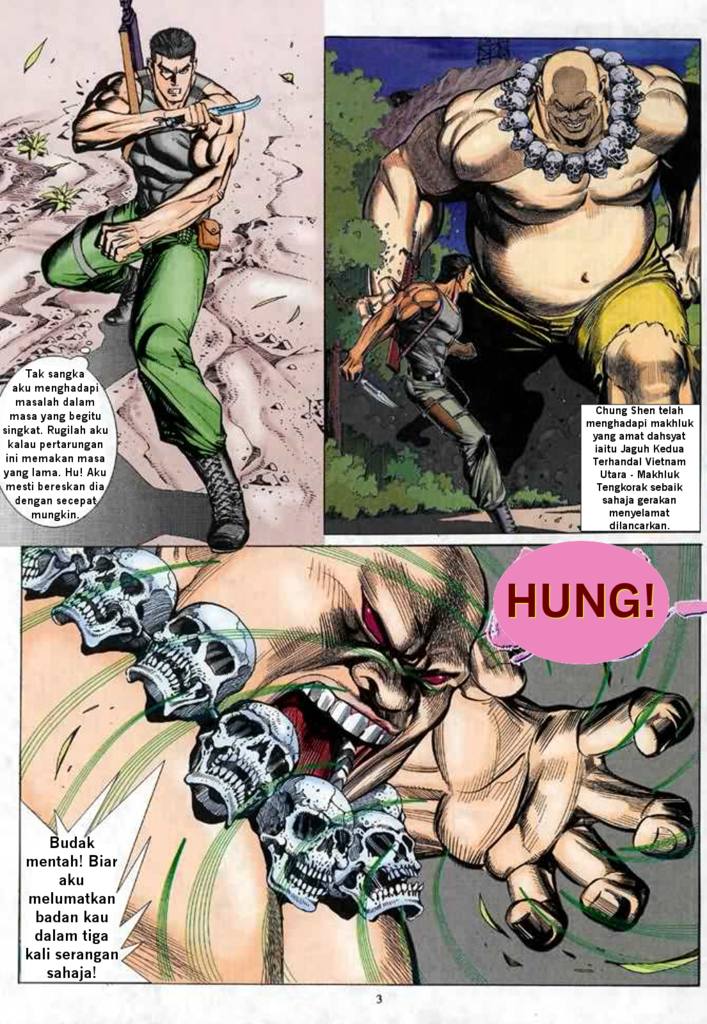 Tak sangka
aku menghadapi
masalah dalam
masa yang begitu
singkat. Rugilah aku
kalau pertarungan
ini memakan masa
yang lama. Hu! Aku
mesti bereskan dia
dengan secepat
mungkin.
Chung Shen telah
menghadapi makhluk
yang amat dahsyat
iaitu Jaguh Kedua
Terhandal Vietnam
Utara - Makhluk
Tengkorak sebaik
sahaja gerakan
menyelamat
dilancarkan.
HUNG!
Budak
mentah! Biar
aku
melumatkan
badan kau
dalam tiga
kali serangan
sahaja!
3